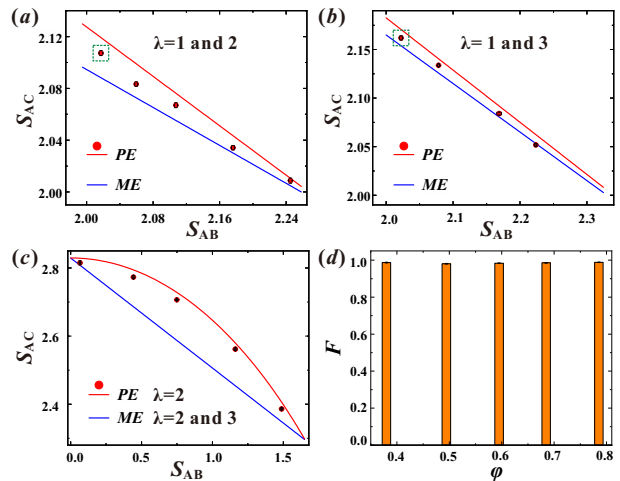 (a)
λ=1 and 2
2.12
2.08
2.04
2.00
S_AC
PE
ME
2.00 2.08 2.16 2.24
S_AB
(b)
λ=1 and 3
2.15
2.10
2.05
2.00
S_AC
PE
ME
2.0 2.1 2.2 2.3
S_AB
(c)
2.8
2.6
2.4
S_AC
PE λ=2
ME λ=2 and 3
0.0 0.5 1.0 1.5
S_AB
(d)
1.0
0.8
0.6
0.4
0.2
0.0
F
0.4 0.5 0.6 0.7 0.8
φ